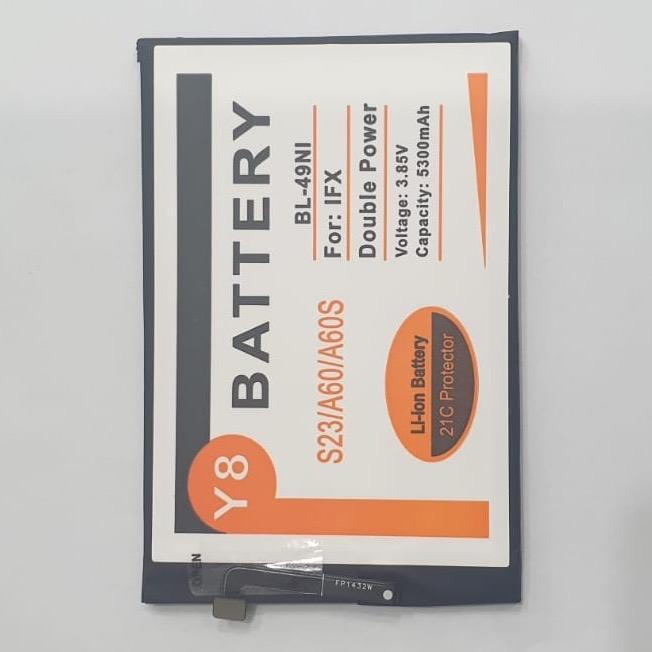 Y8
BATTERY
S23/A60/A60S
BL-49NI
For: IFX
Double Power
Voltage: 3.85V
Capacity: 5300mAh
LI-Ion Battery
21C Protector
OPEN
FP1432W